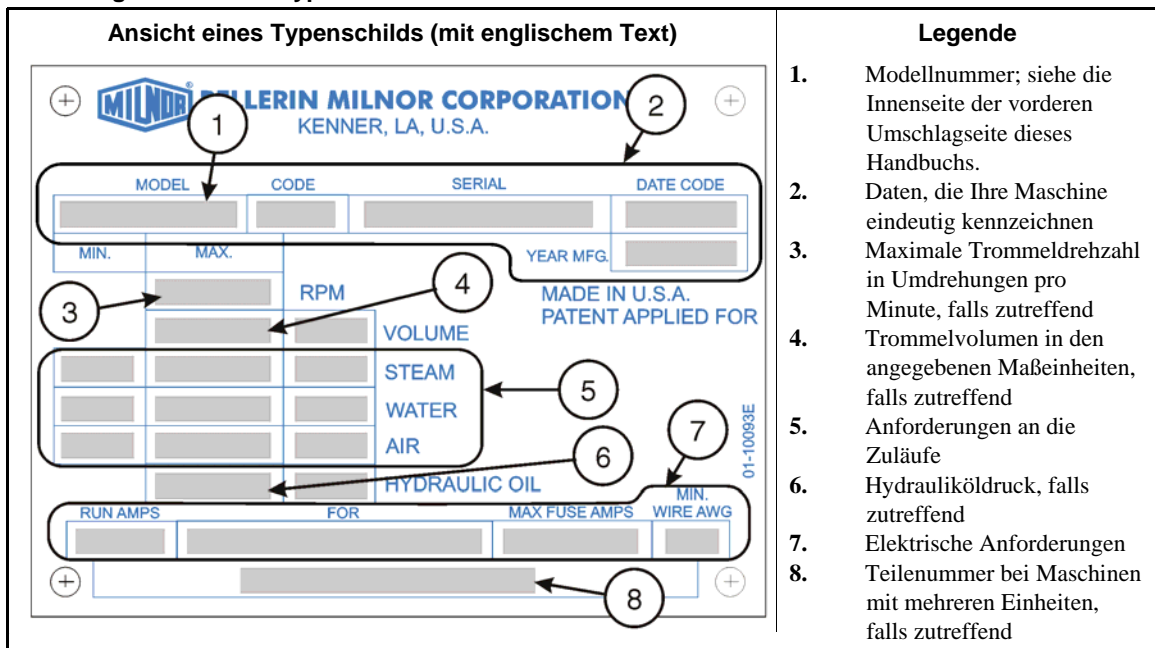 Ansicht eines Typenschilds (mit englischem Text)
MILNOR®
PELLERIN MILNOR CORPORATION
KENNER, LA, U.S.A.
1
2
MODEL CODE SERIAL DATE CODE
MIN. MAX. YEAR MFG.
3
RPM
4
MADE IN U.S.A.
PATENT APPLIED FOR
VOLUME
STEAM
5
WATER
AIR
6
7
01-10093E
HYDRAULIC OIL
RUN AMPS FOR MAX FUSE AMPS MIN.
WIRE AWG
8
Legende
1. Modellnummer; siehe die
Innenseite der vorderen
Umschlagseite dieses
Handbuchs.
2. Daten, die Ihre Maschine
eindeutig kennzeichnen
3. Maximale Trommeldrehzahl
in Umdrehungen pro
Minute, falls zutreffend
4. Trommelvolumen in den
angegebenen Maßeinheiten,
falls zutreffend
5. Anforderungen an die
Zuläufe
6. Hydrauliköldruck, falls
zutreffend
7. Elektrische Anforderungen
8. Teilenummer bei Maschinen
mit mehreren Einheiten,
falls zutreffend